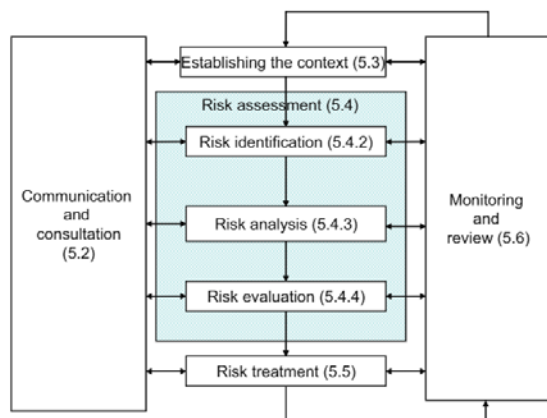 Establishing the context (5.3)
Risk assessment (5.4)
Risk identification (5.4.2)
Communication
and
consultation
(5.2)
Risk analysis (5.4.3)
Monitoring
and
review (5.6)
Risk evaluation (5.4.4)
Risk treatment (5.5)